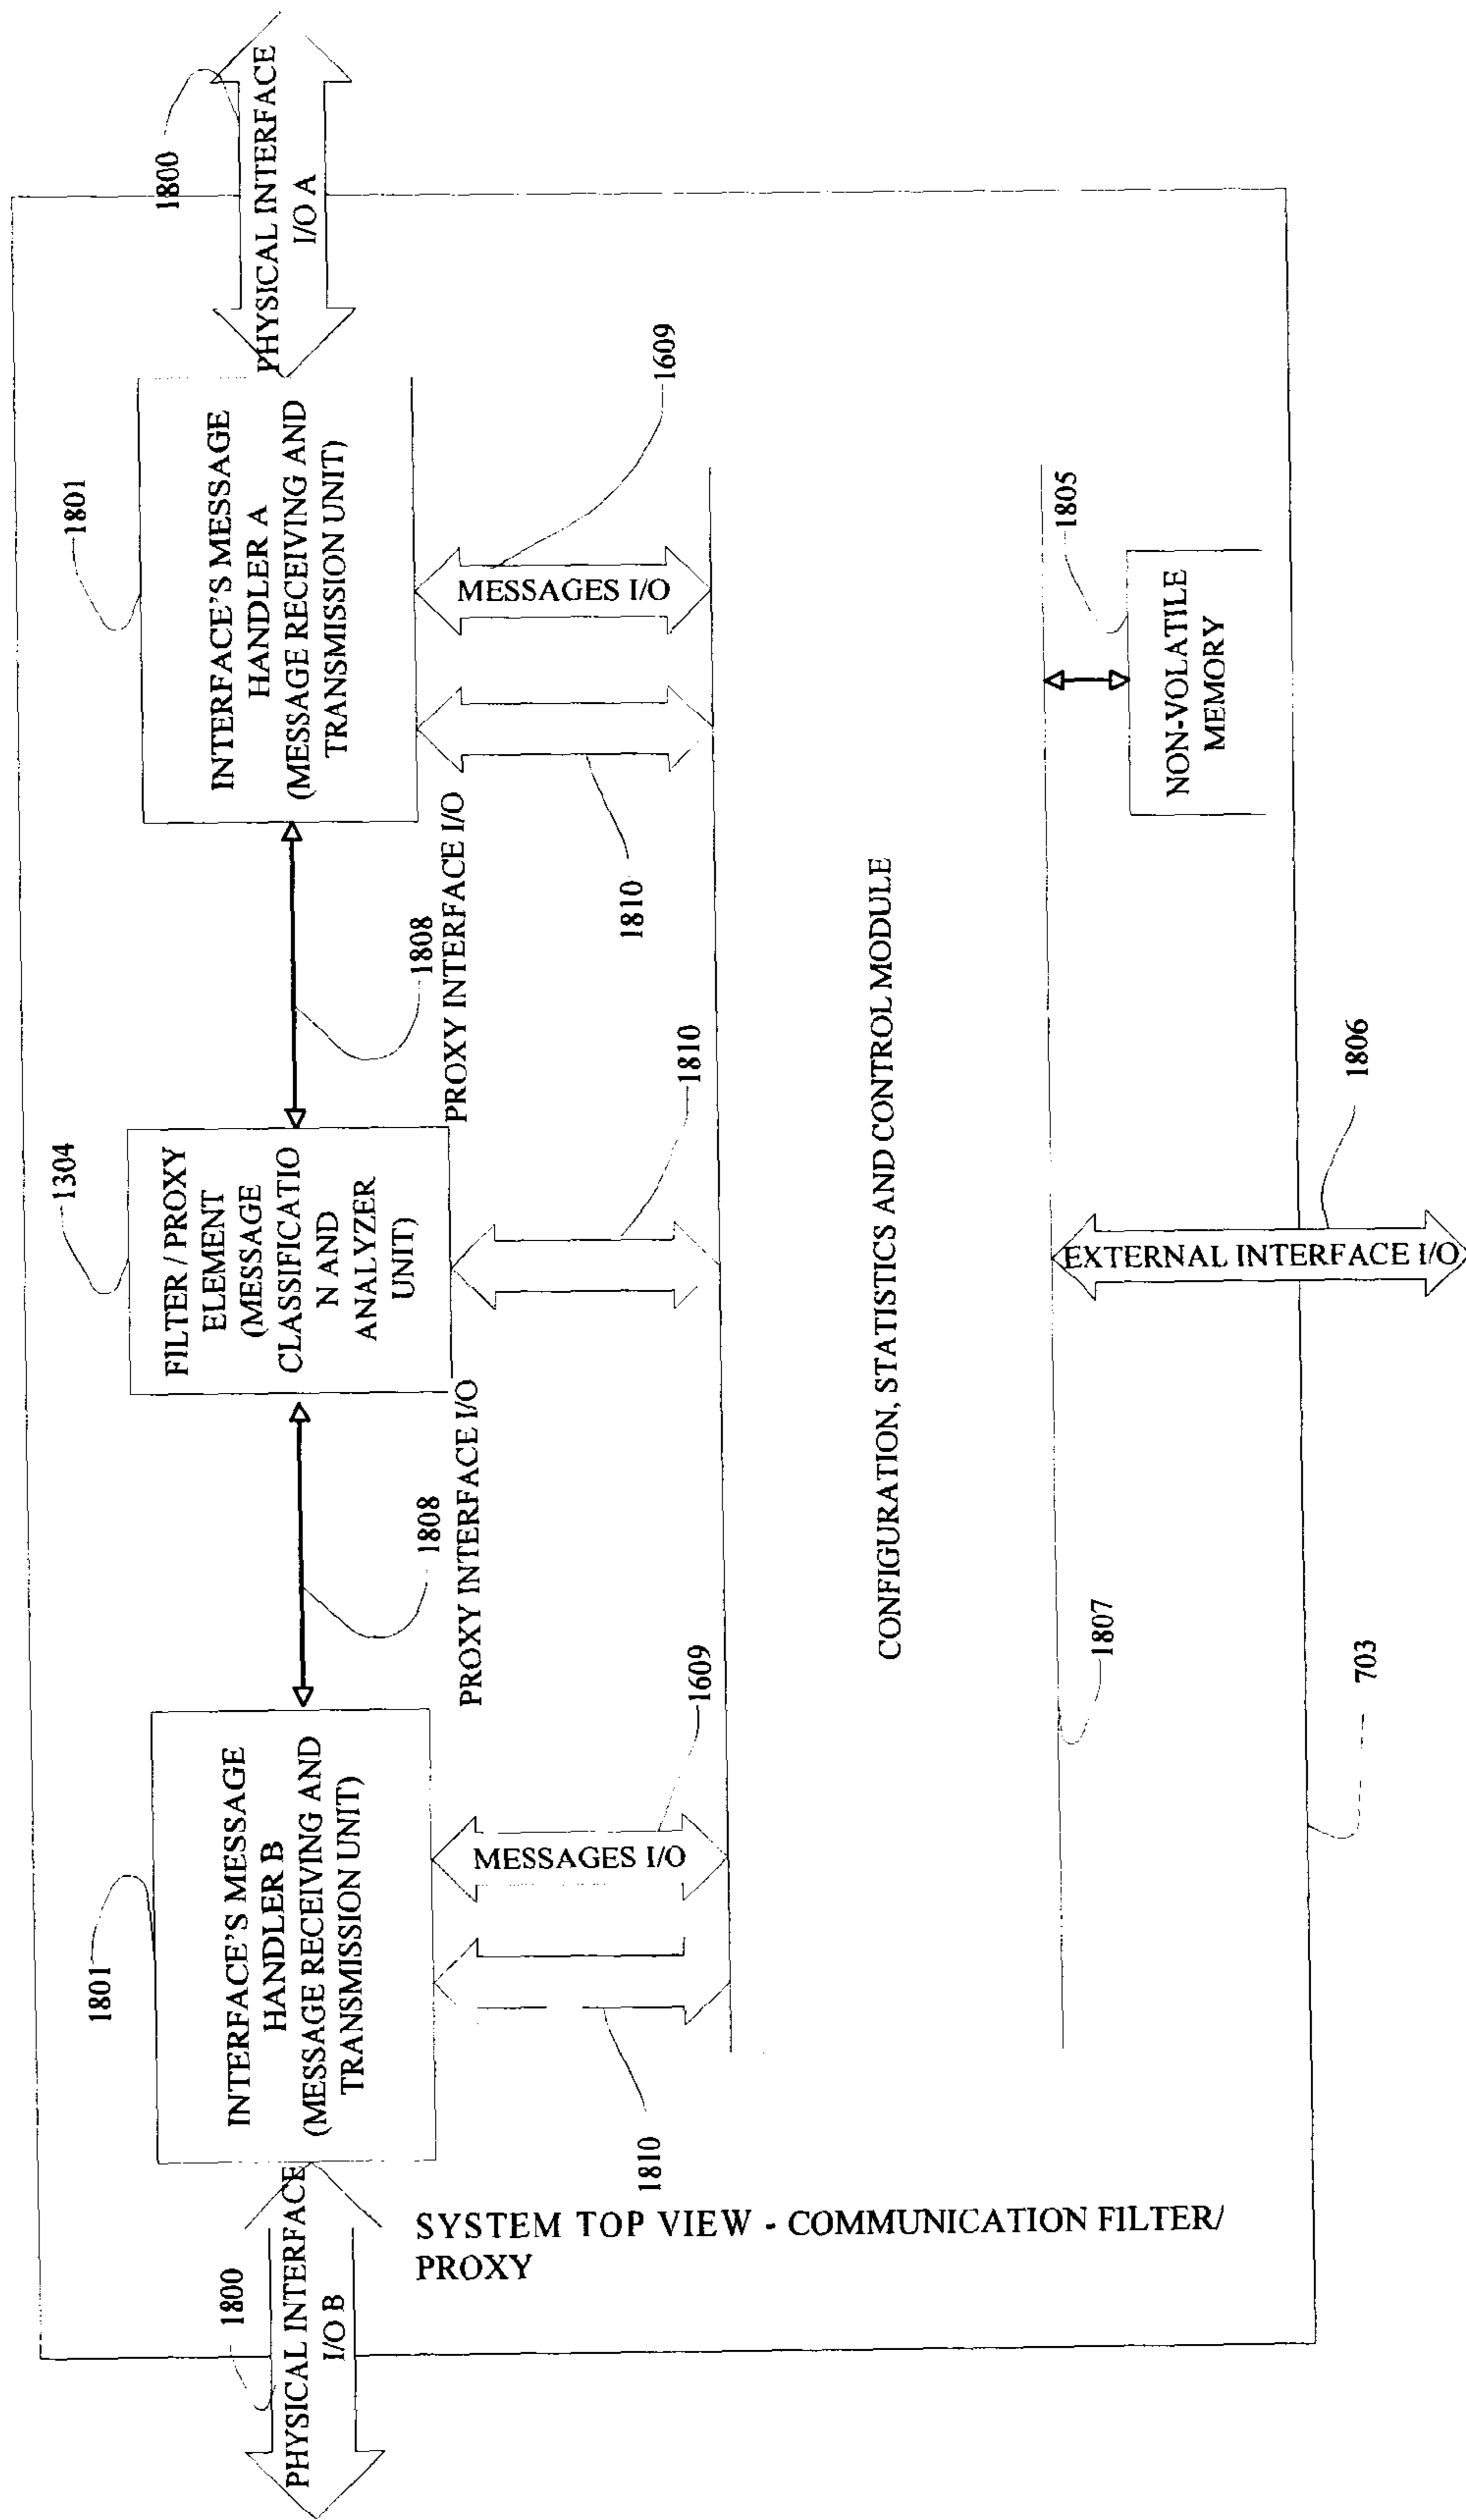 1800
PHYSICAL INTERFACE
I/O B
1801
INTERFACE'S MESSAGE
HANDLER B
(MESSAGE RECEIVING AND
TRANSMISSION UNIT)
1808
PROXY INTERFACE I/O
1304
FILTER / PROXY
ELEMENT
(MESSAGE
CLASSIFICATIO
N AND
ANALYZER
UNIT)
1808
PROXY INTERFACE I/O
1801
INTERFACE'S MESSAGE
HANDLER A
(MESSAGE RECEIVING AND
TRANSMISSION UNIT)
1800
PHYSICAL INTERFACE
I/O A
1810
MESSAGES I/O
1609
1810
1810
MESSAGES I/O
1609
SYSTEM TOP VIEW - COMMUNICATION FILTER/
PROXY
CONFIGURATION, STATISTICS AND CONTROL MODULE
1807
1805
NON-VOLATILE
MEMORY
703
EXTERNAL INTERFACE I/O
1806